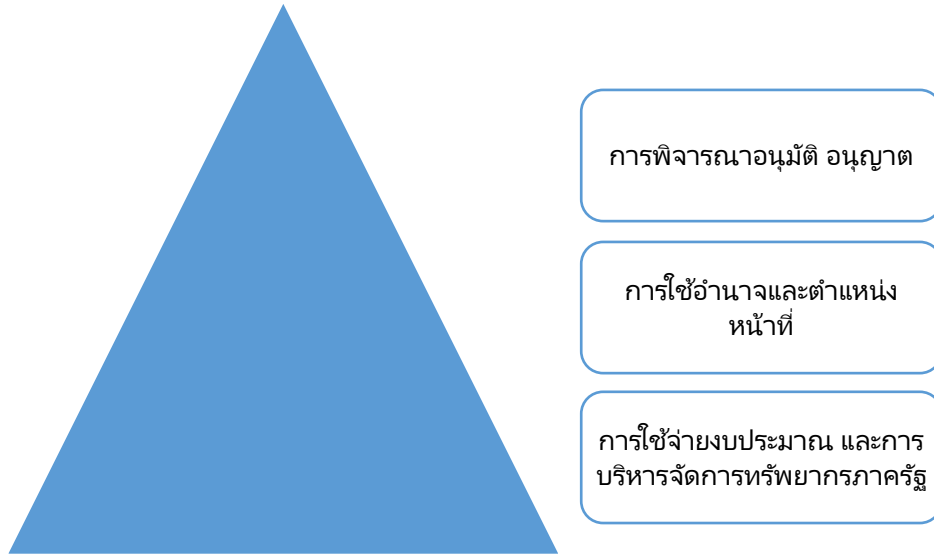 การพิจารณาอนุมัติ อนุญาต
การใช้อำนาจและตำแหน่ง
หน้าที่
การใช้จ่ายงบประมาณ และการ
บริหารจัดการทรัพยากรภาครัฐ